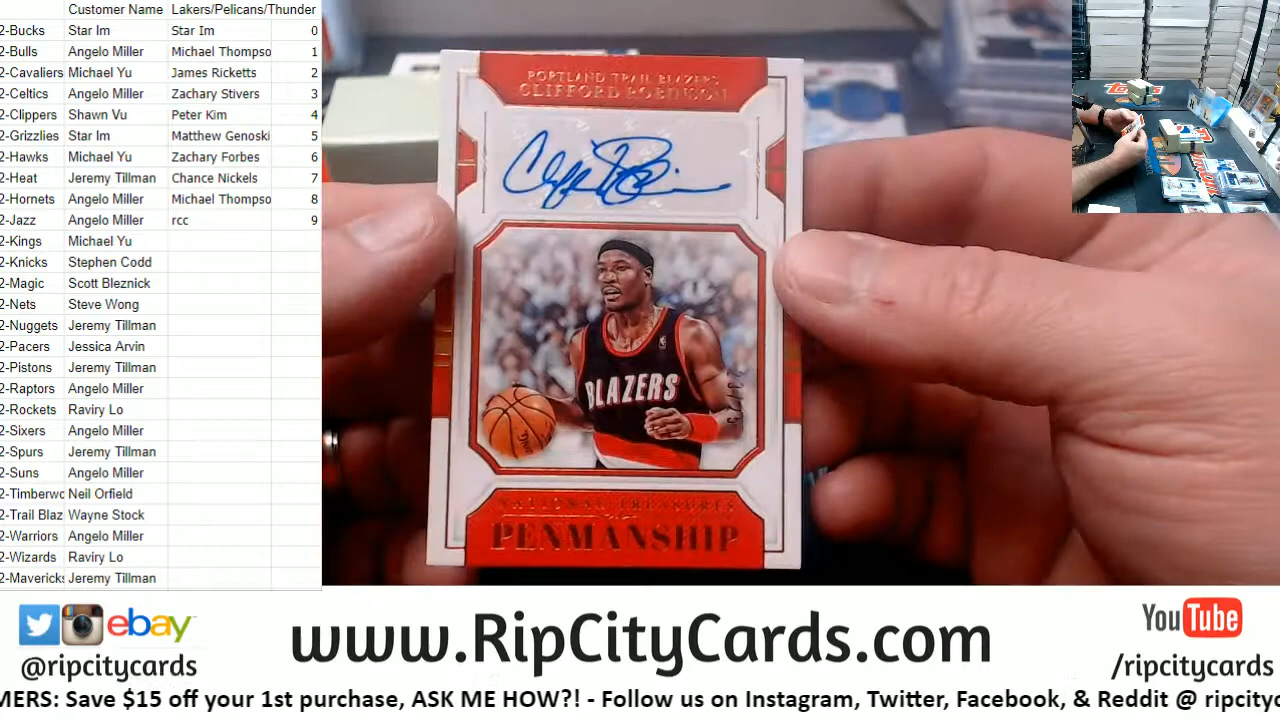 Customer Name Lakers/Pelicans/Thunder
2-Bucks Star Im Star Im 0
2-Bulls Angelo Miller Michael Thompso 1
2-Cavaliers Michael Yu James Ricketts 2
2-Celtics Angelo Miller Zachary Stivers 3
2-Clippers Shawn Vu Peter Kim 4
2-Grizzlies Star Im Matthew Genoski 5
2-Hawks Michael Yu Zachary Forbes 6
2-Heat Jeremy Tillman Chance Nickels 7
2-Hornets Angelo Miller Michael Thompso 8
2-Jazz Angelo Miller rcc 9
2-Kings Michael Yu
2-Knicks Stephen Codd
2-Magic Scott Bleznick
2-Nets Steve Wong
2-Nuggets Jeremy Tillman
2-Pacers Jessica Arvin
2-Pistons Jeremy Tillman
2-Raptors Angelo Miller
2-Rockets Raviry Lo
2-Sixers Angelo Miller
2-Spurs Jeremy Tillman
2-Suns Angelo Miller
2-Timberwo Neil Orfield
2-Trail Blaz Wayne Stock
2-Warriors Angelo Miller
2-Wizards Raviry Lo
2-Mavericks Jeremy Tillman
PORTLAND TRAIL BLAZERS
CLIFFORD ROBINSON
BLAZERS
NATIONAL TREASURES
PENMANSHIP
ebay
@ripcitycards
www.RipCityCards.com
YouTube
/ripcitycards
MERS: Save $15 off your 1st purchase, ASK ME HOW?! - Follow us on Instagram, Twitter, Facebook, & Reddit @ ripcityc